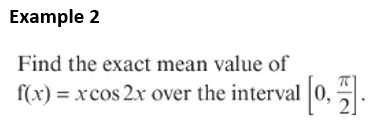 Example 2
Find the exact mean value of
f(x) = x cos 2x over the interval [0, π/2].